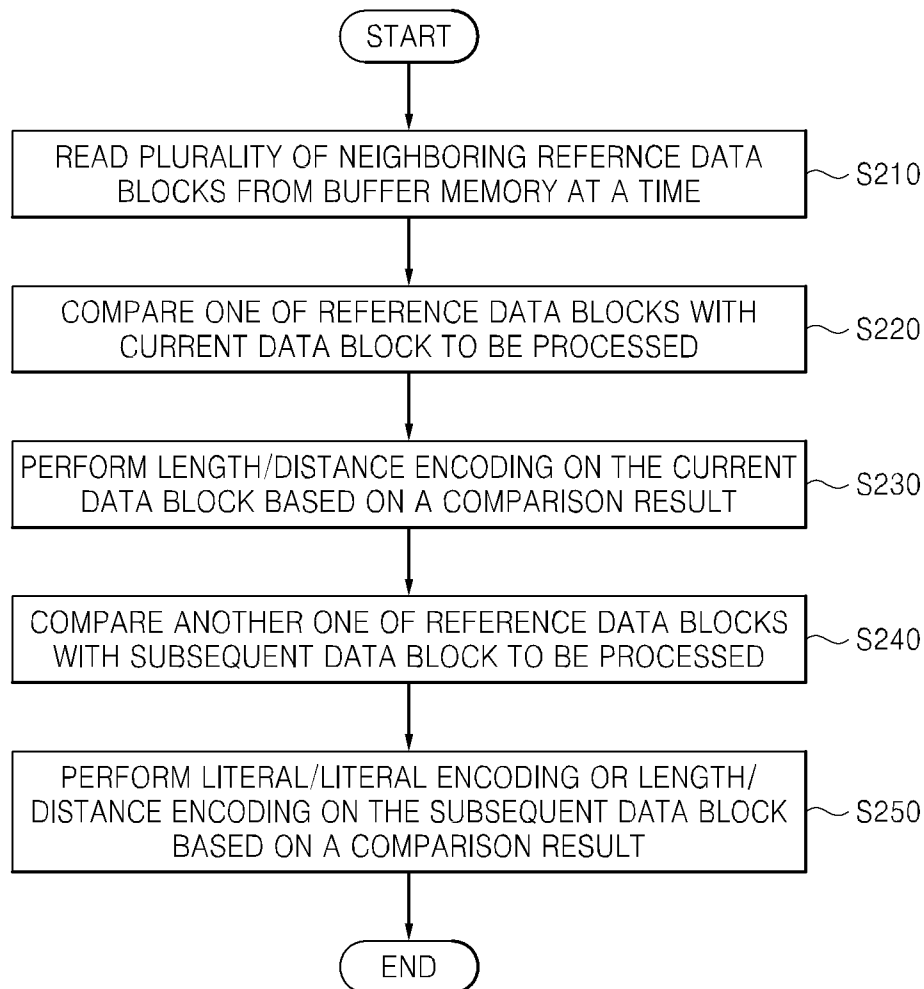 START
READ PLURALITY OF NEIGHBORING REFERNCE DATA
BLOCKS FROM BUFFER MEMORY AT A TIME
S210
COMPARE ONE OF REFERENCE DATA BLOCKS WITH
CURRENT DATA BLOCK TO BE PROCESSED
S220
PERFORM LENGTH/DISTANCE ENCODING ON THE CURRENT
DATA BLOCK BASED ON A COMPARISON RESULT
S230
COMPARE ANOTHER ONE OF REFERENCE DATA BLOCKS
WITH SUBSEQUENT DATA BLOCK TO BE PROCESSED
S240
PERFORM LITERAL/LITERAL ENCODING OR LENGTH/
DISTANCE ENCODING ON THE SUBSEQUENT DATA BLOCK
BASED ON A COMPARISON RESULT
S250
END